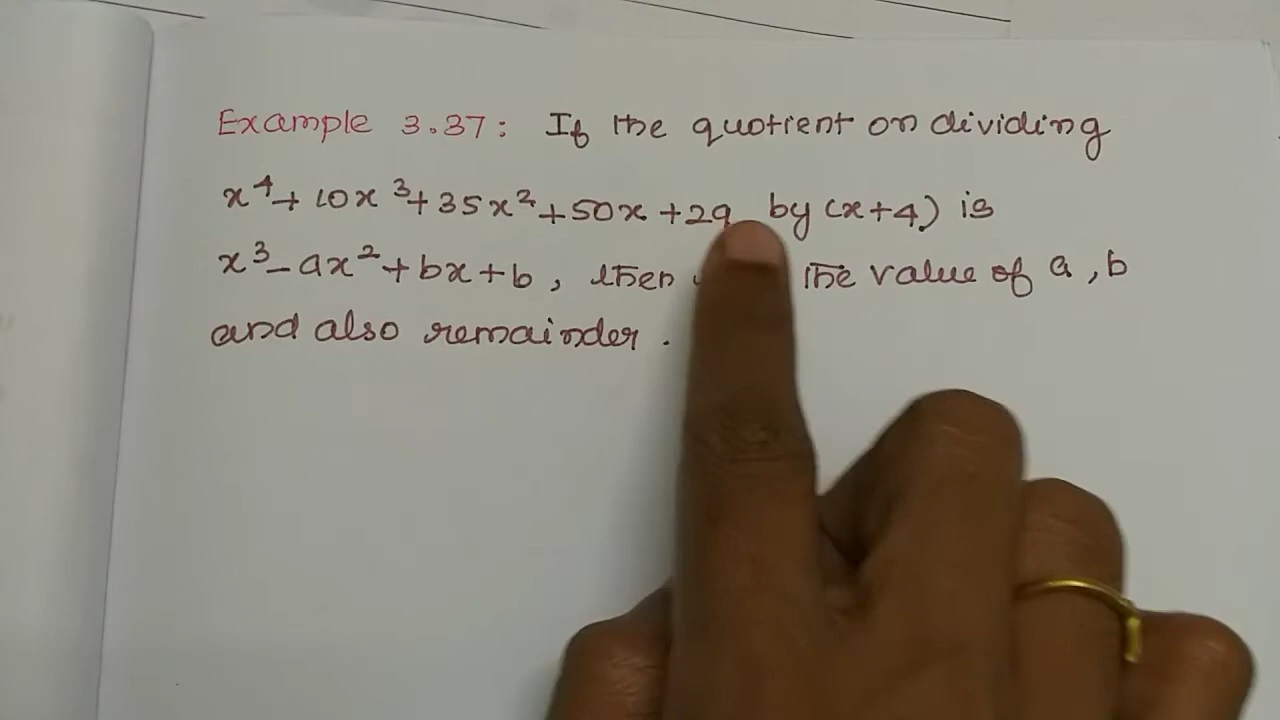 Example 3.37: If the quotient on dividing
x⁴+10x³+35x²+50x+29 by (x+4) is
x³-ax²+bx+b, then the value of a, b
and also remainder.